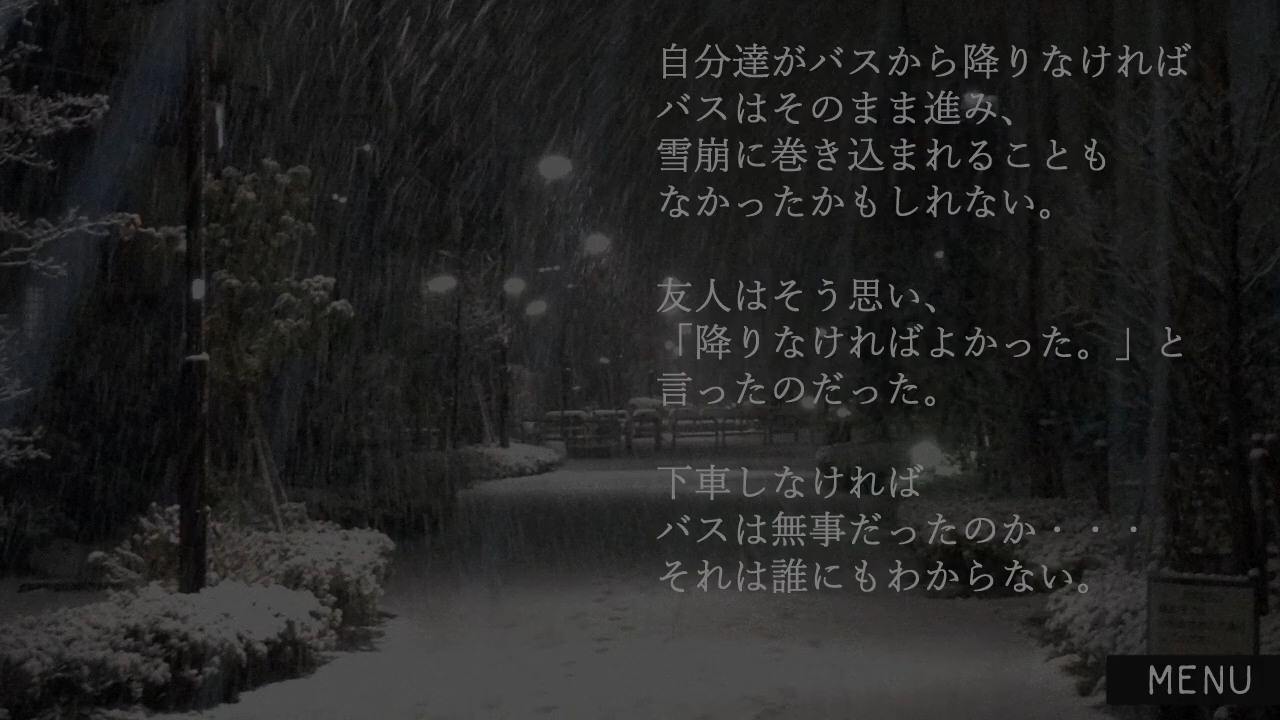 自分達がバスから降りなければ
バスはそのまま進み、
雪崩に巻き込まれることも
なかったかもしれない。
友人はそう思い、
「降りなければよかった。」と
言ったのだった。
下車しなければ
バスは無事だったのか・・・
それは誰にもわからない。
MENU